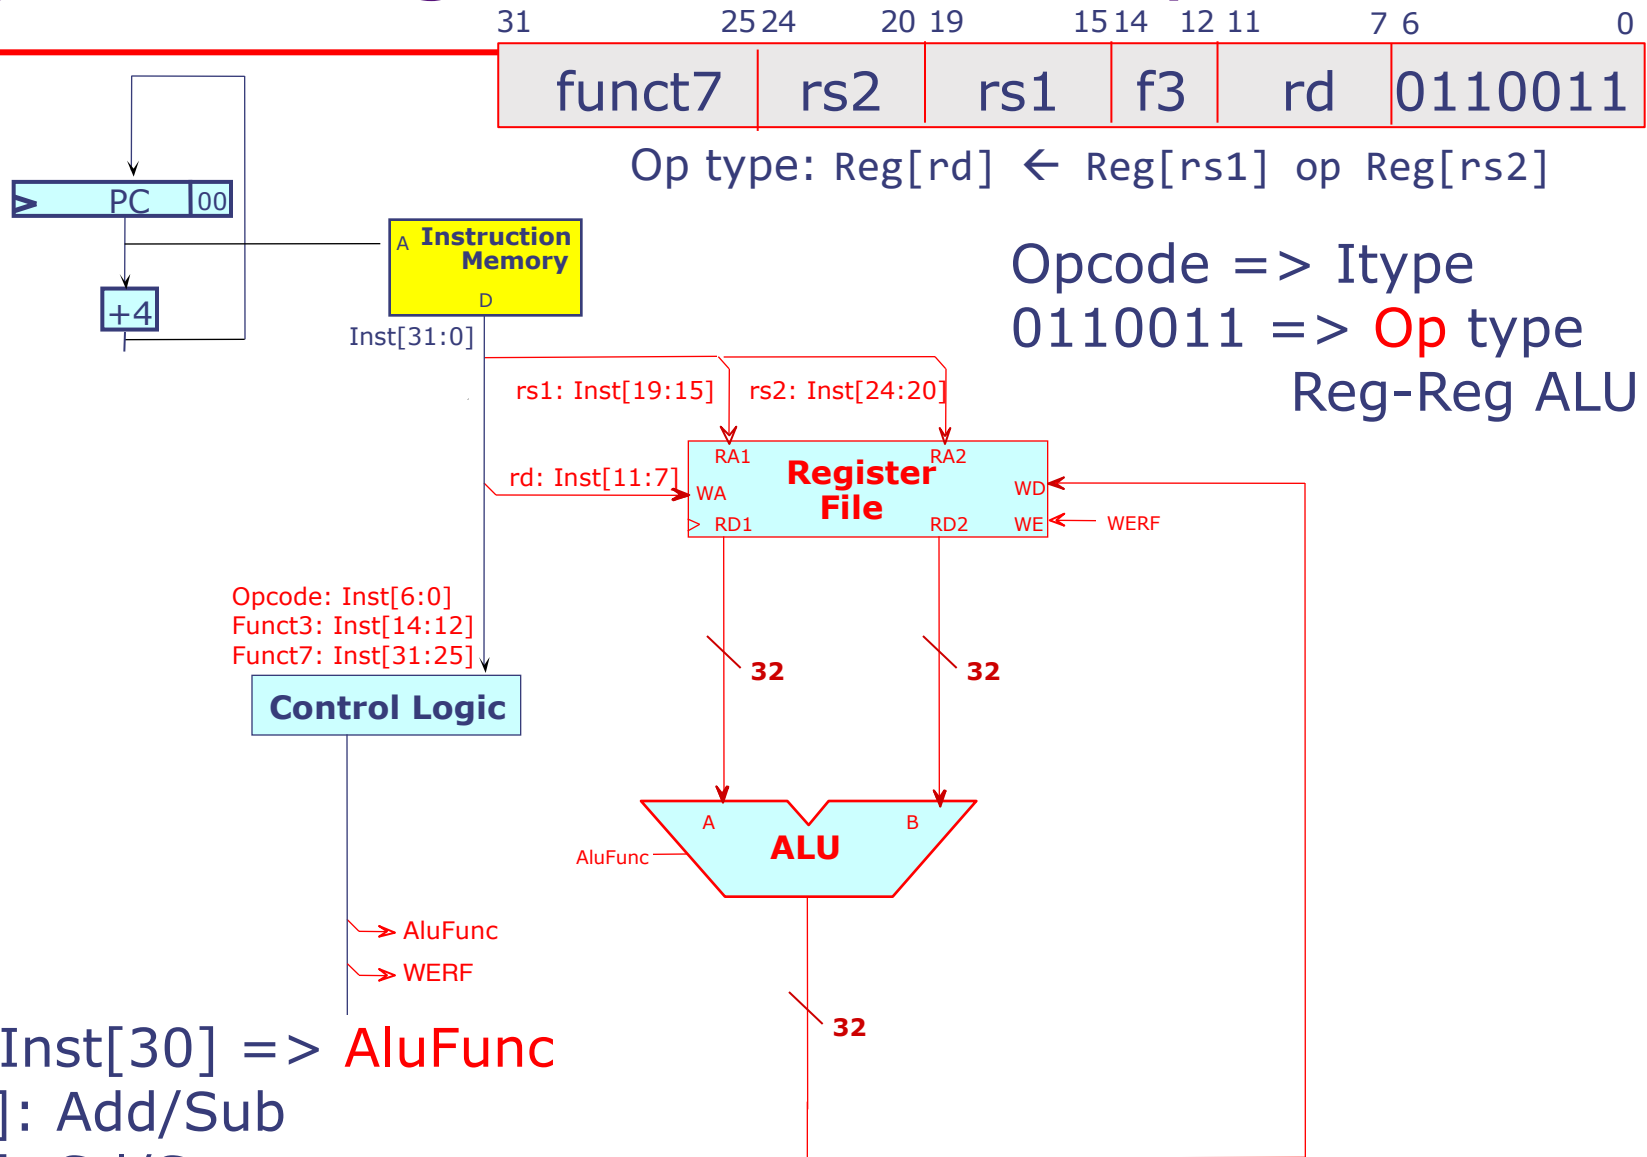 31 25 24 20 19 15 14 12 11 7 6 0
funct7 rs2 rs1 f3 rd 0110011
Op type: Reg[rd] ← Reg[rs1] op Reg[rs2]
PC 00
+4
A Instruction
Memory
D
Inst[31:0]
Opcode => Itype
0110011 => Op type
Reg-Reg ALU
rs1: Inst[19:15] rs2: Inst[24:20]
rd: Inst[11:7]
RA1 RA2
Register
File
WA WD
RD1 RD2 WE
WERF
Opcode: Inst[6:0]
Funct3: Inst[14:12]
Funct7: Inst[31:25]
Control Logic
32 32
A B
ALU
AluFunc
AluFunc
WERF
32
Inst[30] => AluFunc
]: Add/Sub